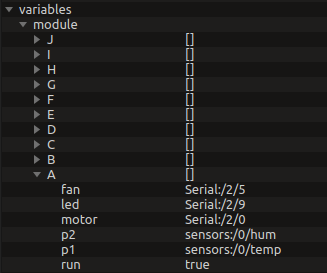 variables
module
J []
I []
H []
G []
F []
E []
D []
C []
B []
A []
fan Serial:/2/5
led Serial:/2/9
motor Serial:/2/0
p2 sensors:/0/hum
p1 sensors:/0/temp
run true